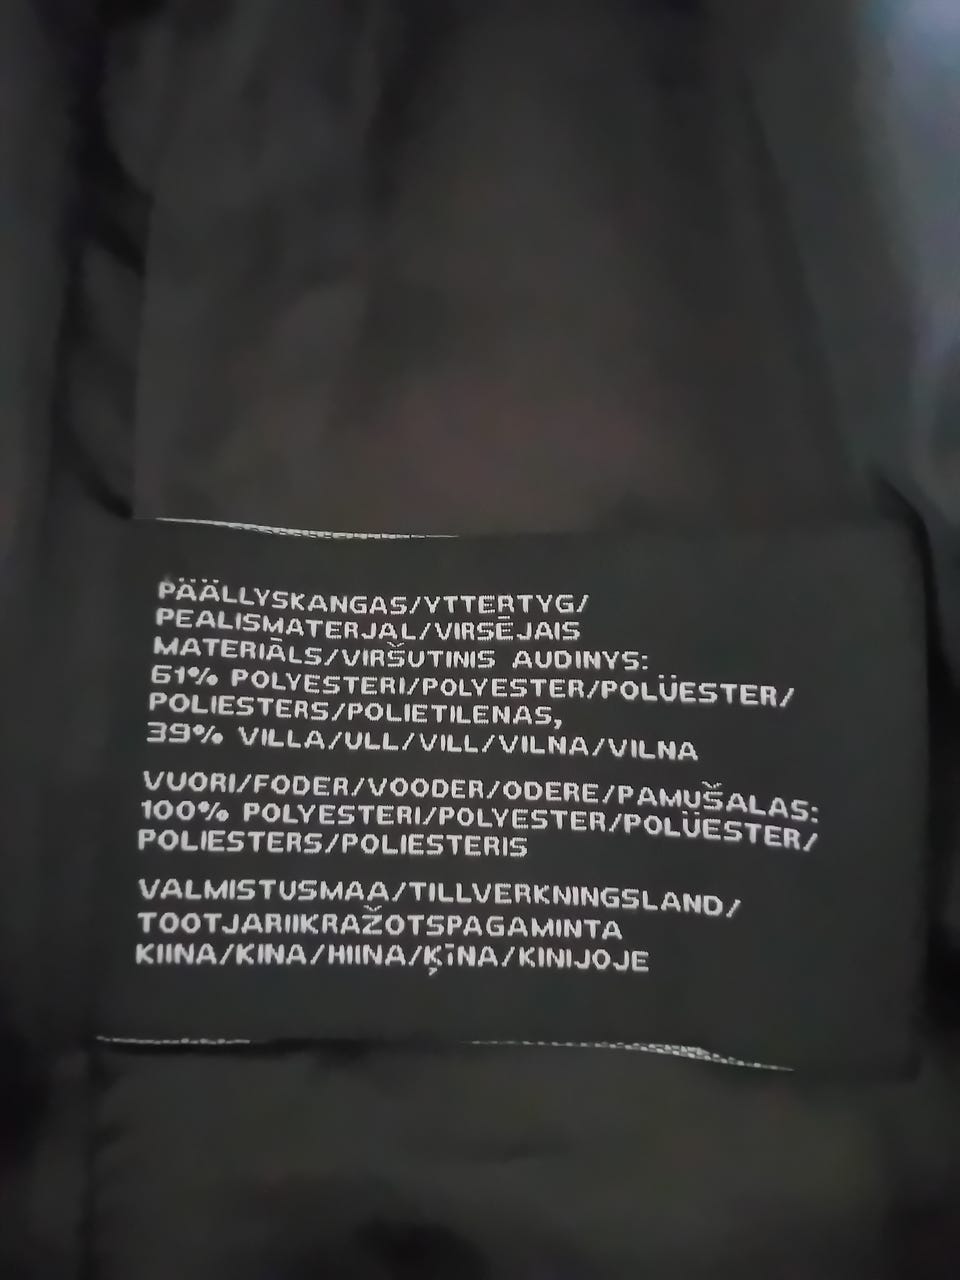 PÄÄLLYSKANGAS/YTTERTYG/
PEALISMATERJAL/VIRSĒJAIS
MATERIĀLS/VIRŠUTINIS AUDINYS:
61% POLYESTERI/POLYESTER/POLÜESTER/
POLIESTERS/POLIETILENAS,
39% VILLA/ULL/VILL/VILNA/VILNA
VUORI/FODER/VOODER/ODERE/PAMUŠALAS:
100% POLYESTERI/POLYESTER/POLÜESTER/
POLIESTERS/POLIESTERIS
VALMISTUSMAA/TILLVERKNINGSLAND/
TOOTJARIIKRAŽOTSPAGAMINTA
KIINA/KINA/HIINA/ĶĪNA/KINIJOJE